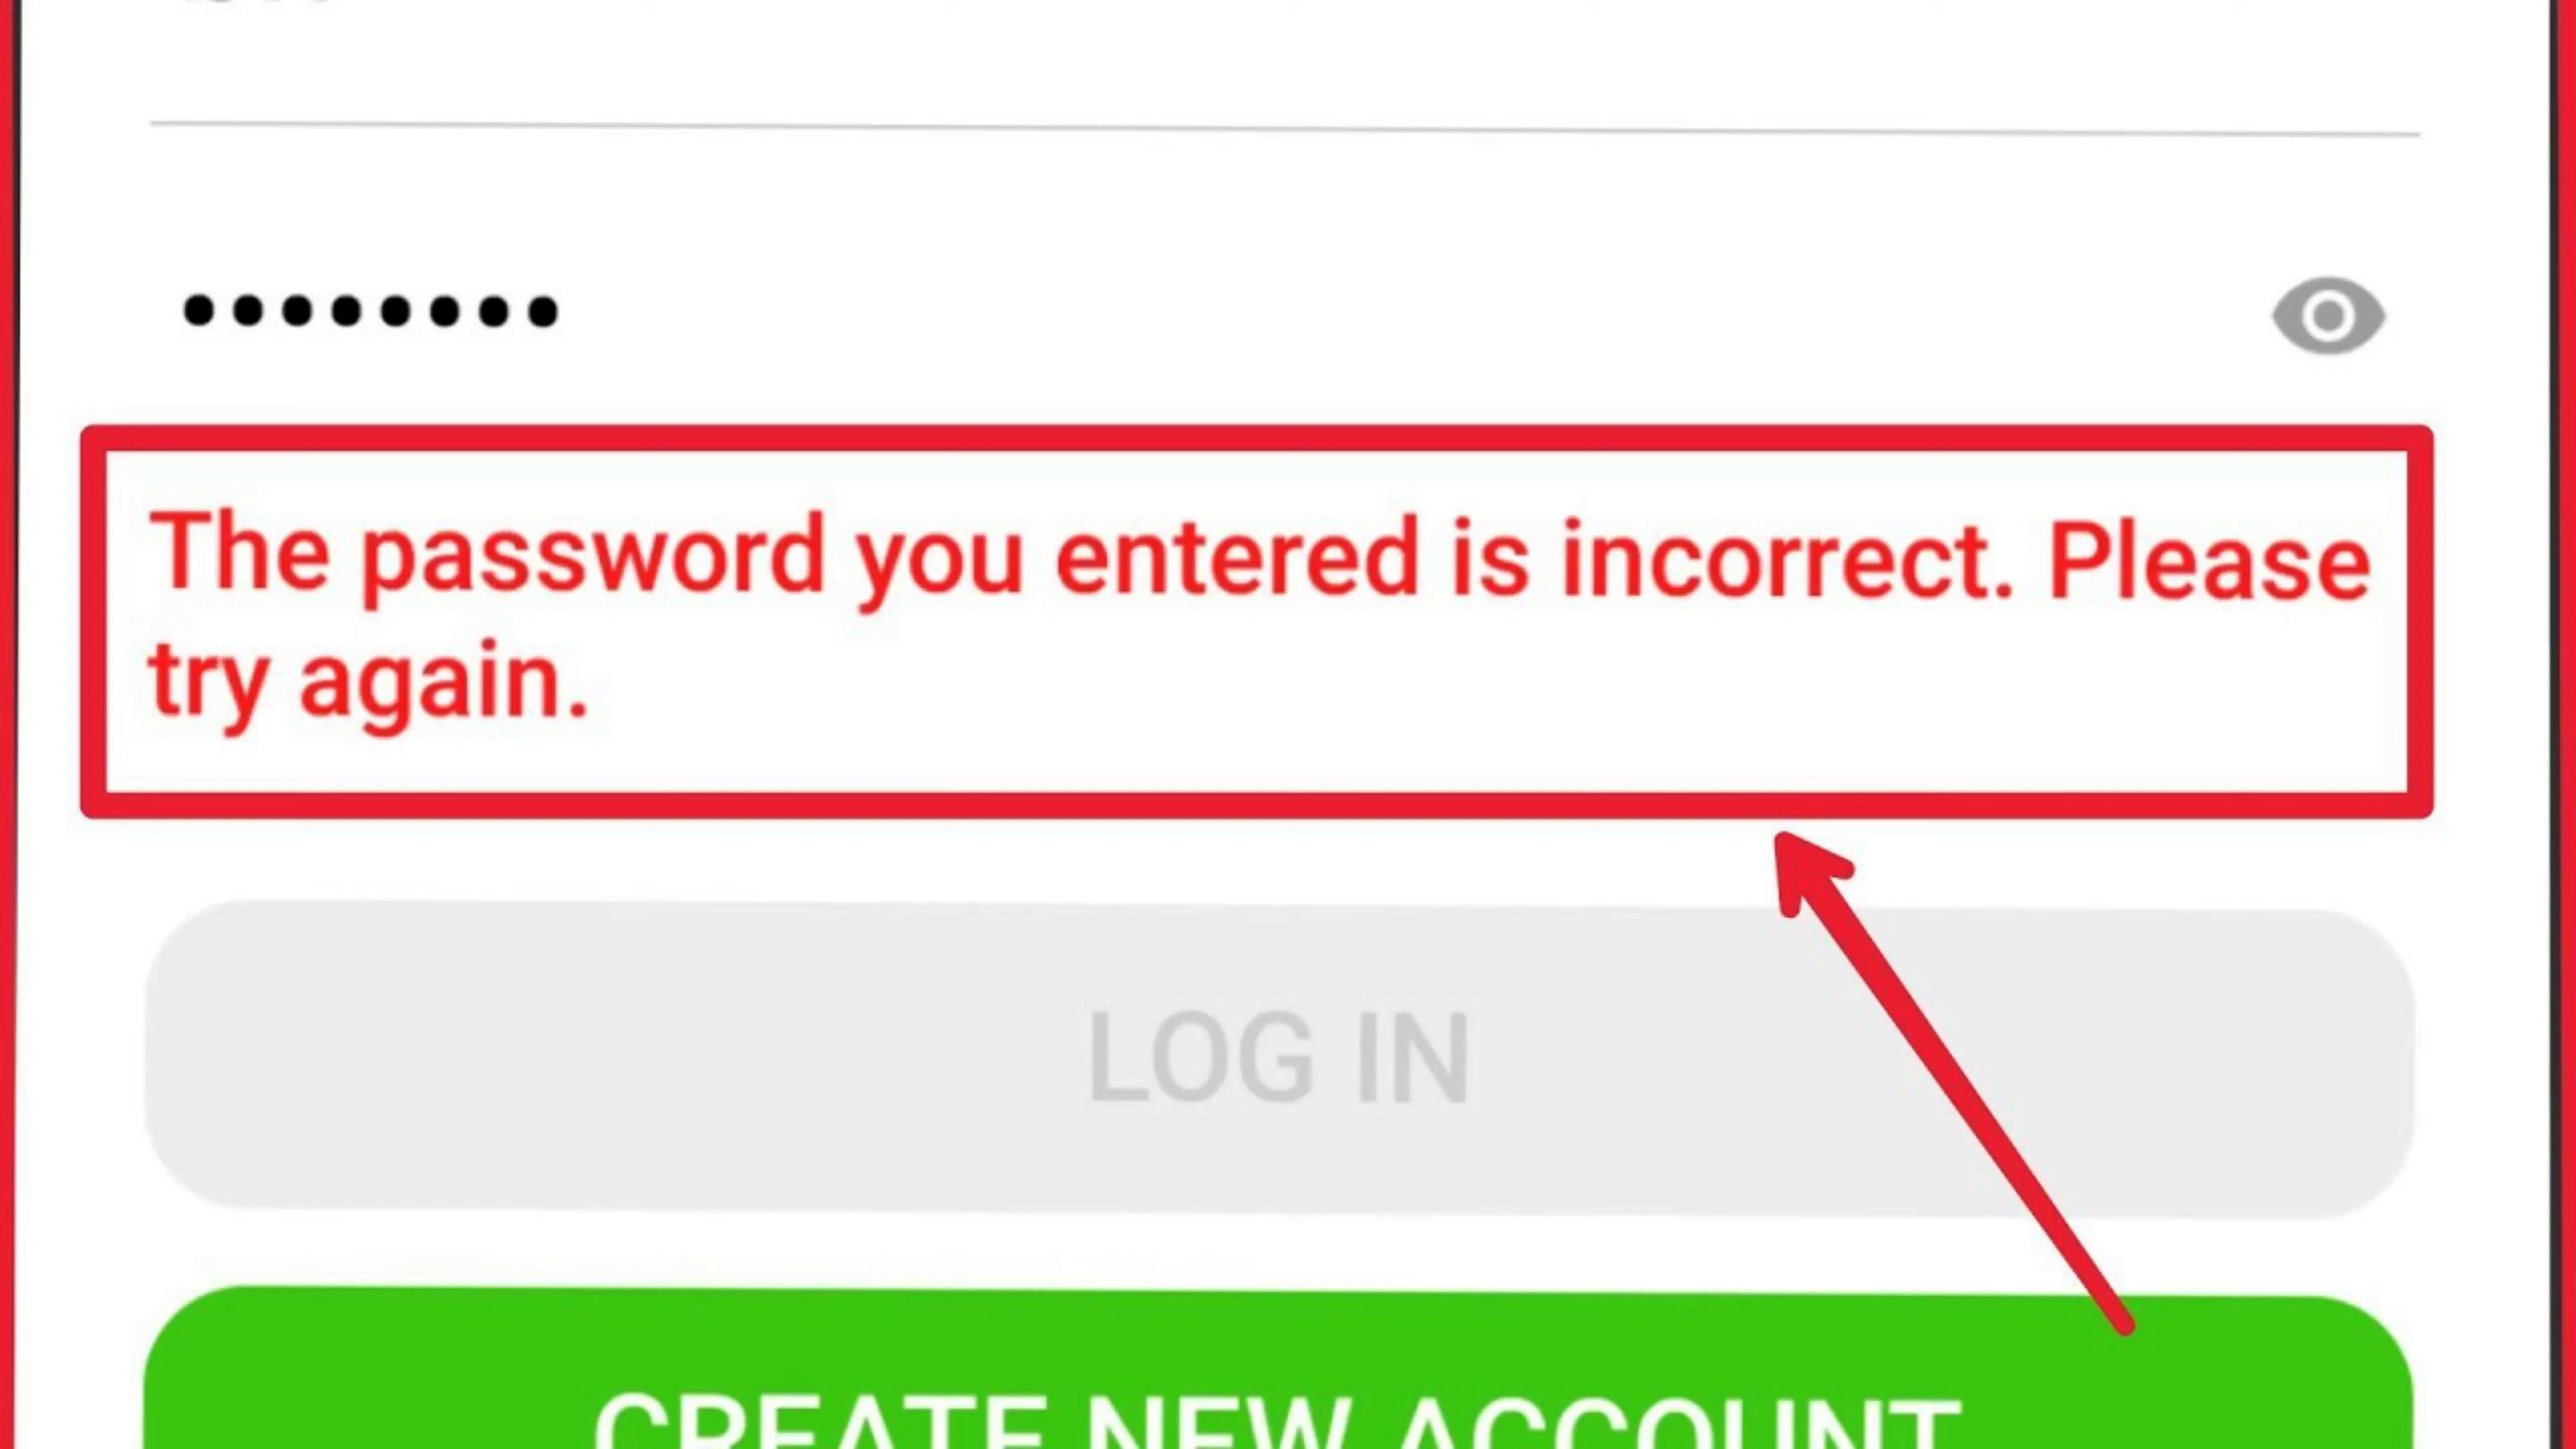 ••••••••
The password you entered is incorrect. Please
try again.
LOG IN
CREATE NEW ACCOUNT